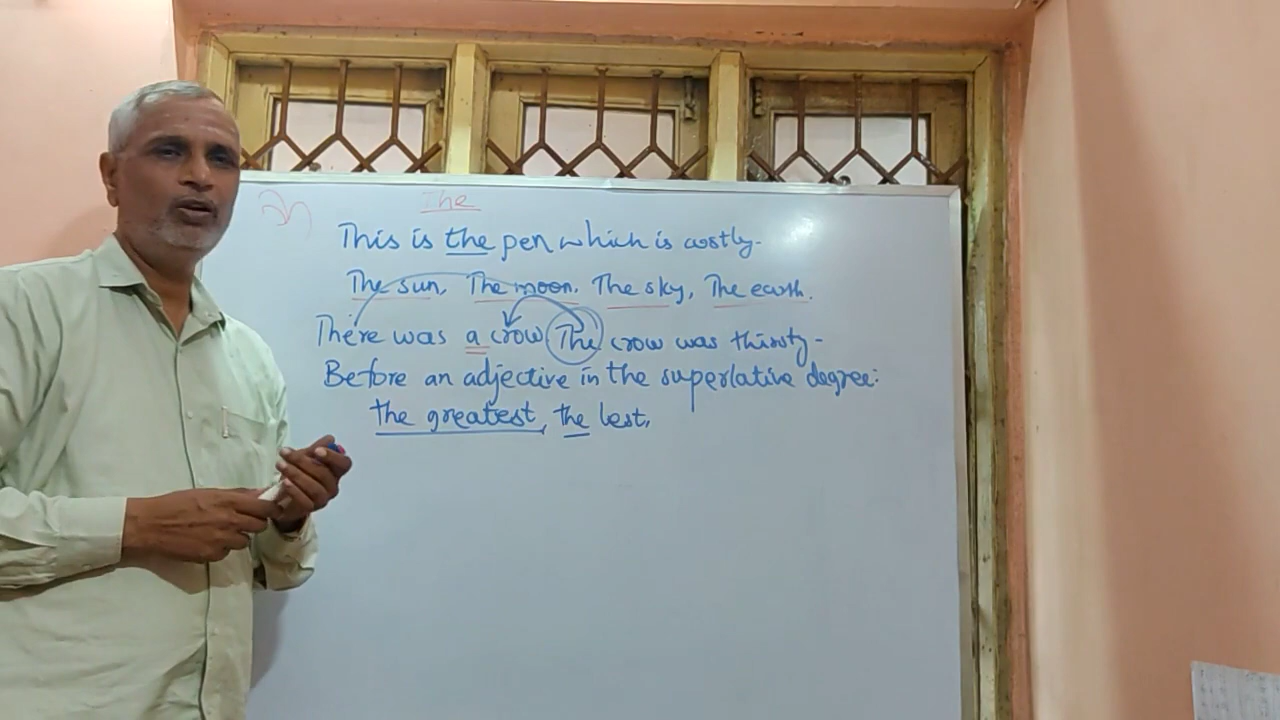 The
This is the pen which is costly.
The sun, The moon, The sky, The earth.
There was a crow The crow was thirsty.
Before an adjective in the superlative degree:
the greatest, the best,